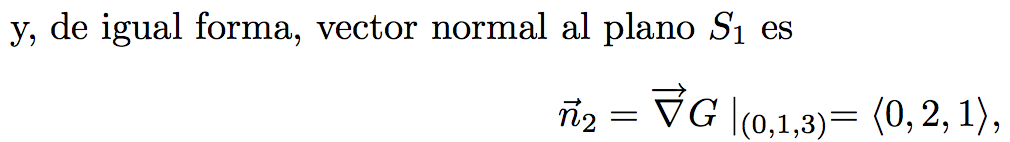 y, de igual forma, vector normal al plano S₁ es
n⃗₂ = ∇⃗G |₍₀,₁,₃₎= ⟨0, 2, 1⟩,